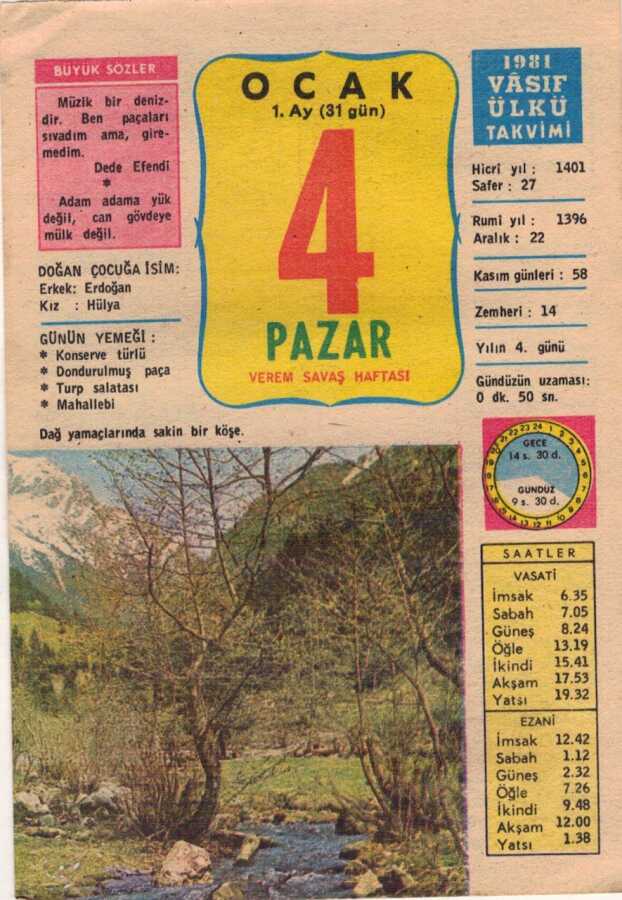 BÜYÜK SÖZLER
Müzik bir deniz-
dir. Ben paçaları
sıvadım ama, gire-
medim.
Dede Efendi
*
Adam adama yük
değil, can gövdeye
mülk değil.
DOĞAN ÇOCUĞA İSİM:
Erkek: Erdoğan
Kız : Hülya
GÜNÜN YEMEĞİ :
* Konserve türlü
* Dondurulmuş paça
* Turp salatası
* Mahallebi
OCAK
1. Ay (31 gün)
4
PAZAR
VEREM SAVAŞ HAFTASI
1981
VÂSIF
ÜLKÜ
TAKVİMİ
Hicrî yıl : 1401
Safer : 27
Rumi yıl : 1396
Aralık : 22
Kasım günleri : 58
Zemheri : 14
Yılın 4. günü
Gündüzün uzaması:
0 dk. 50 sn.
GECE
14 s. 30 d.
GÜNDÜZ
9 s. 30 d.
SAATLER
VASATİ
İmsak 6.35
Sabah 7.05
Güneş 8.24
Öğle 13.19
İkindi 15.41
Akşam 17.53
Yatsı 19.32
EZANİ
İmsak 12.42
Sabah 1.12
Güneş 2.32
Öğle 7.26
İkindi 9.48
Akşam 12.00
Yatsı 1.38
Dağ yamaçlarında sakin bir köşe.